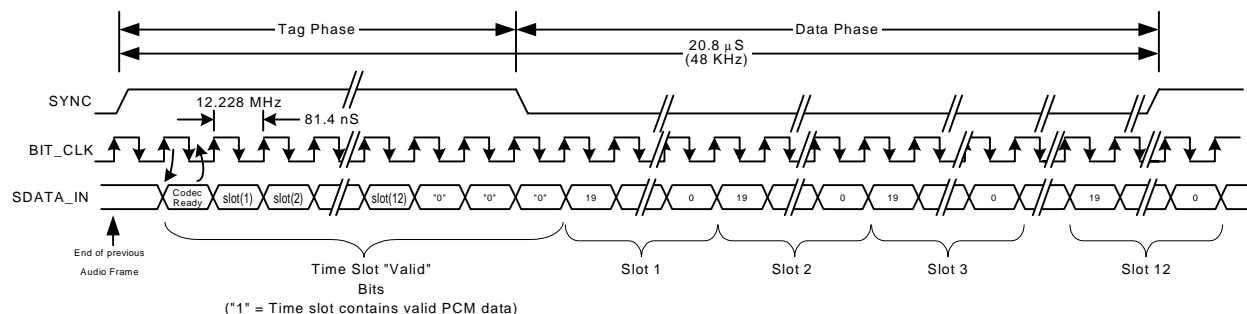 Tag Phase
Data Phase
20.8 µS
(48 KHz)
SYNC
12.228 MHz
81.4 nS
BIT_CLK
SDATA_IN
Codec
Ready
slot(1)
slot(2)
slot(12)
"0"
"0"
"0"
19
0
19
0
19
0
19
0
End of previous
Audio Frame
Time Slot "Valid"
Bits
("1" = Time slot contains valid PCM data)
Slot 1
Slot 2
Slot 3
Slot 12